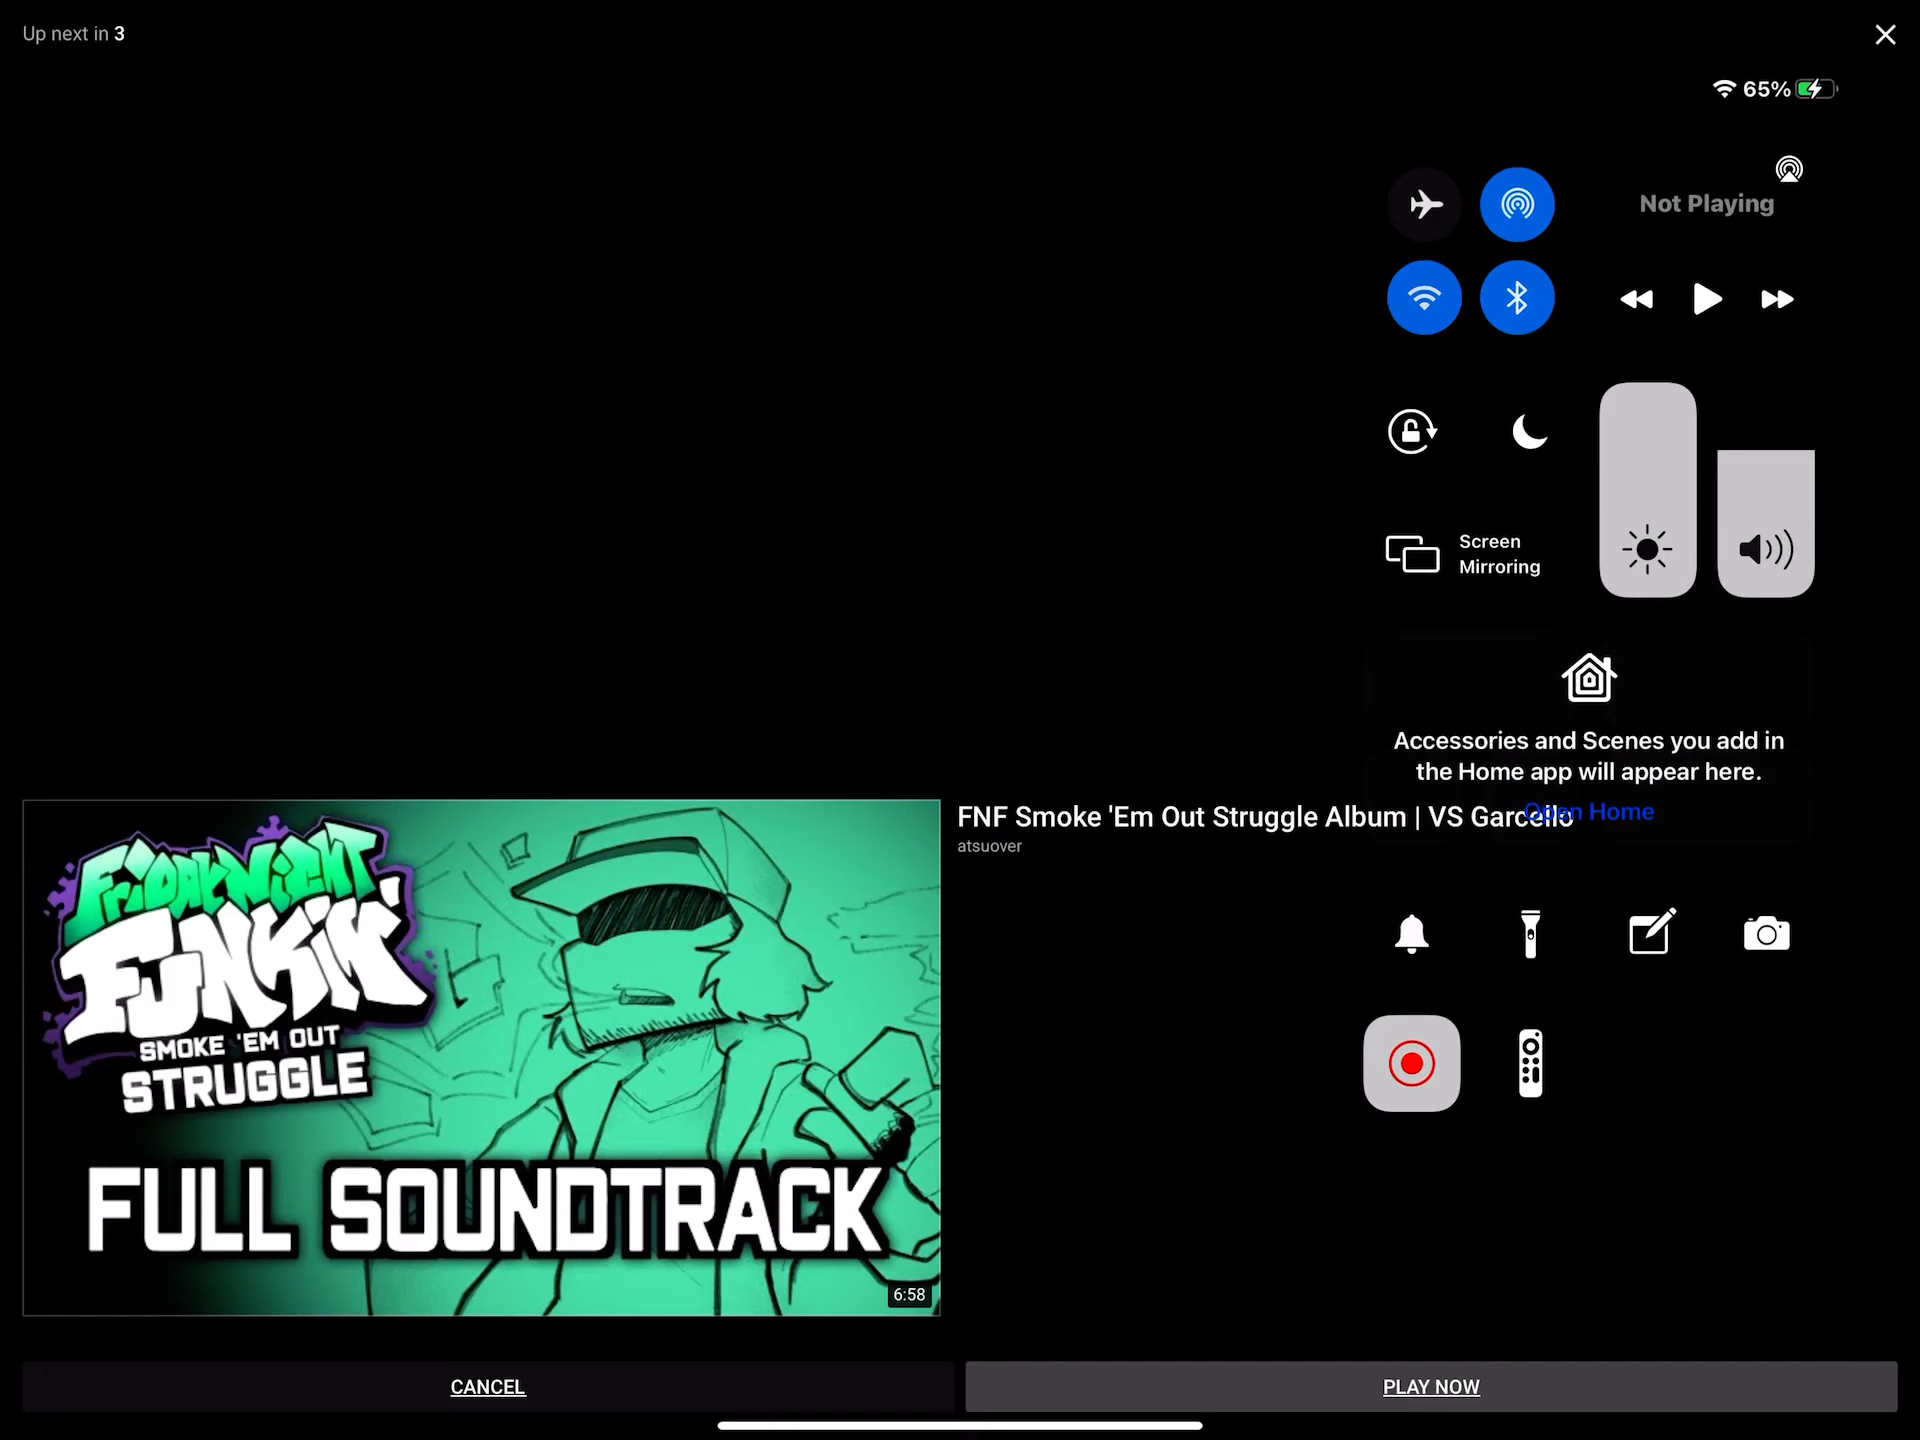 Up next in 3
65%
Not Playing
Screen
Mirroring
Accessories and Scenes you add in
the Home app will appear here.
Open Home
FNF Smoke 'Em Out Struggle Album | VS Garcello
atsuover
FRIDAY NIGHT
FUNKIN'
SMOKE 'EM OUT
STRUGGLE
FULL SOUNDTRACK
6:58
CANCEL
PLAY NOW